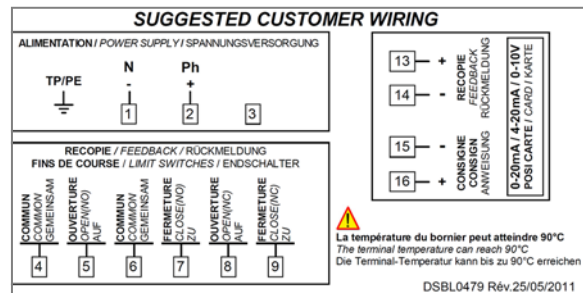 SUGGESTED CUSTOMER WIRING
ALIMENTATION / POWER SUPPLY / SPANNUNGSVERSORGUNG
TP/PE
N
-
1
Ph
+
2
3
RECOPIE / FEEDBACK / RÜCKMELDUNG
FINS DE COURSE / LIMIT SWITCHES / ENDSCHALTER
COMMUN
COMMON
GEMEINSAM
4
OUVERTURE
OPEN(NO)
AUF
5
COMMUN
COMMON
GEMEINSAM
6
FERMETURE
CLOSE(NO)
ZU
7
OUVERTURE
OPEN(NC)
AUF
8
FERMETURE
CLOSE(NC)
ZU
9
13 +
14 -
RECOPIE
FEEDBACK
RÜCKMELDUNG
15 -
16 +
CONSIGNE
CONSIGN
ANWEISUNG
0-20mA / 4-20mA / 0-10V
POSI CARTE / CARD / KARTE
La température du bornier peut atteindre 90°C
The terminal temperature can reach 90°C
Die Terminal-Temperatur kann bis zu 90°C erreichen
DSBL0479 Rév.25/05/2011